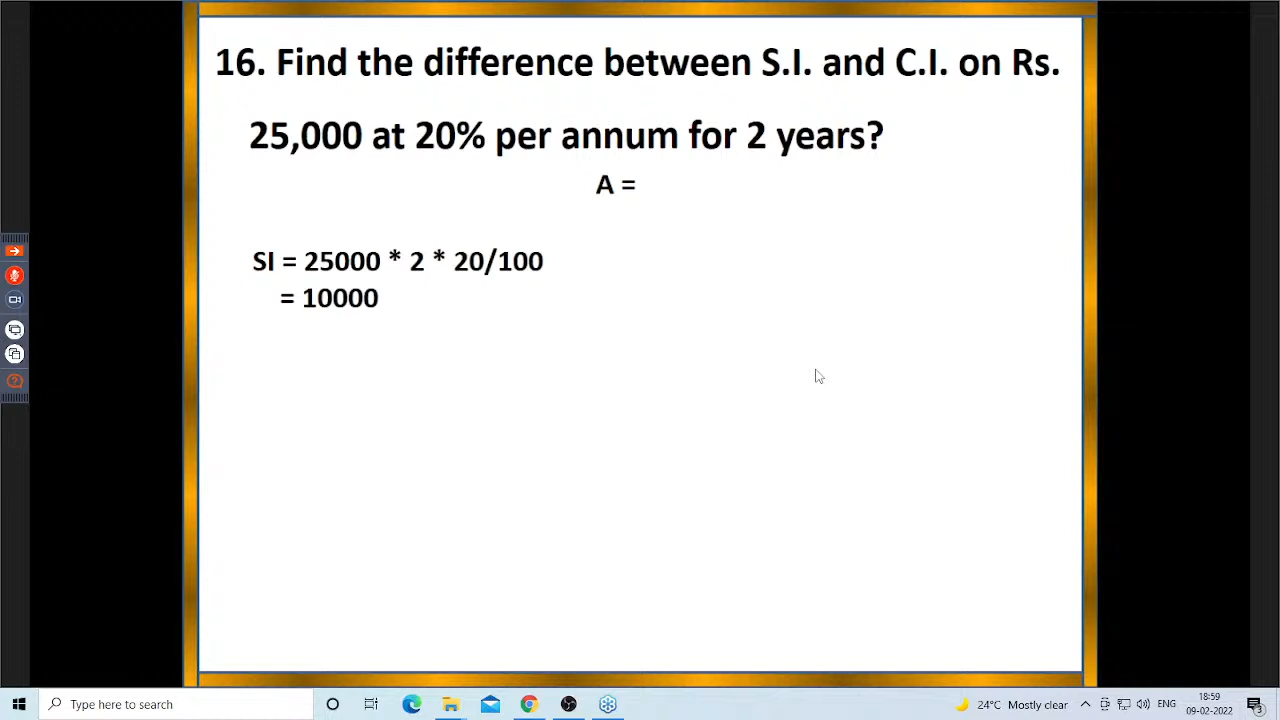 16. Find the difference between S.I. and C.I. on Rs.
25,000 at 20% per annum for 2 years?
A =
SI = 25000 * 2 * 20/100
= 10000
Type here to search
24°C Mostly clear
ENG
18:59
09-02-2022
3